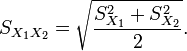 S_{X_1X_2} = \sqrt{\frac{S_{X_1}^2 + S_{X_2}^2}{2}}.